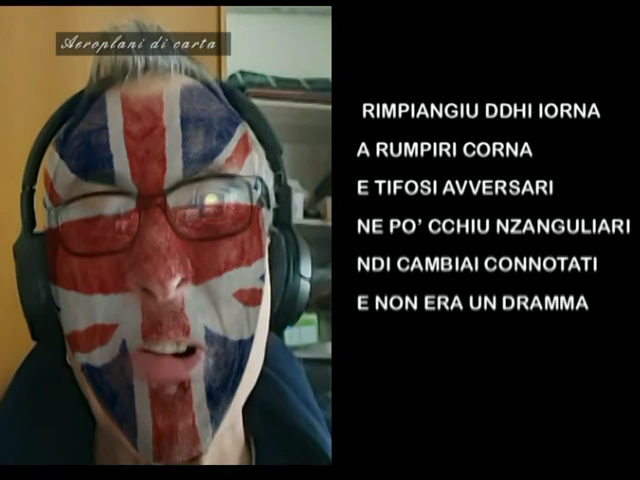 Aeroplani di carta
RIMPIANGIU DDHI IORNA
A RUMPIRI CORNA
E TIFOSI AVVERSARI
NE PO' CCHIU NZANGULIARI
NDI CAMBIAI CONNOTATI
E NON ERA UN DRAMMA